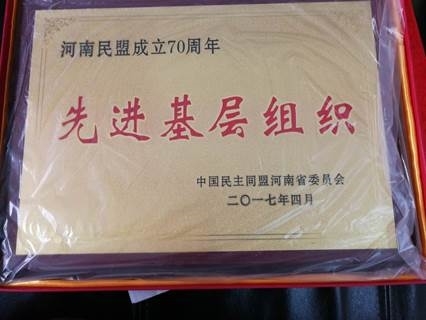 河南民盟成立70周年
先进基层组织
中国民主同盟河南省委员会
二〇一七年四月